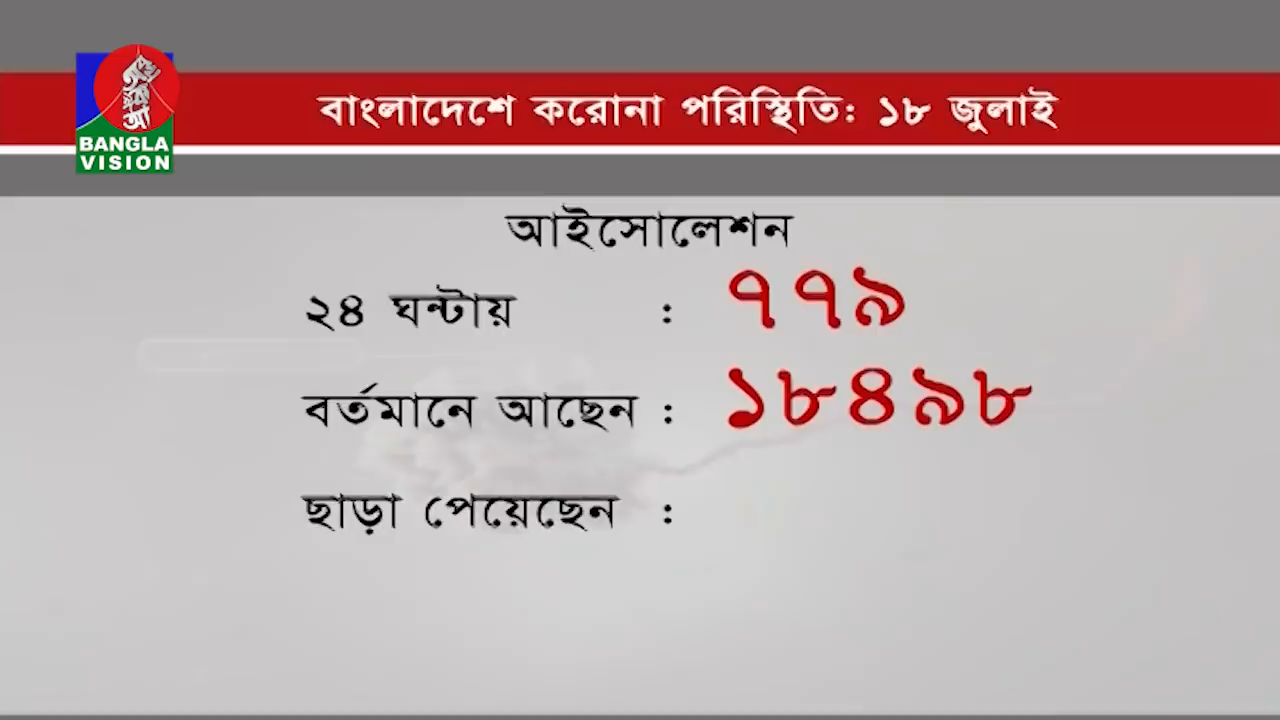 বাংলাদেশে করোনা পরিস্থিতি: ১৮ জুলাই
BANGLA
VISION
আইসোলেশন
২৪ ঘন্টায় : ৭৭৯
বর্তমানে আছেন : ১৮৪৯৮
ছাড়া পেয়েছেন :